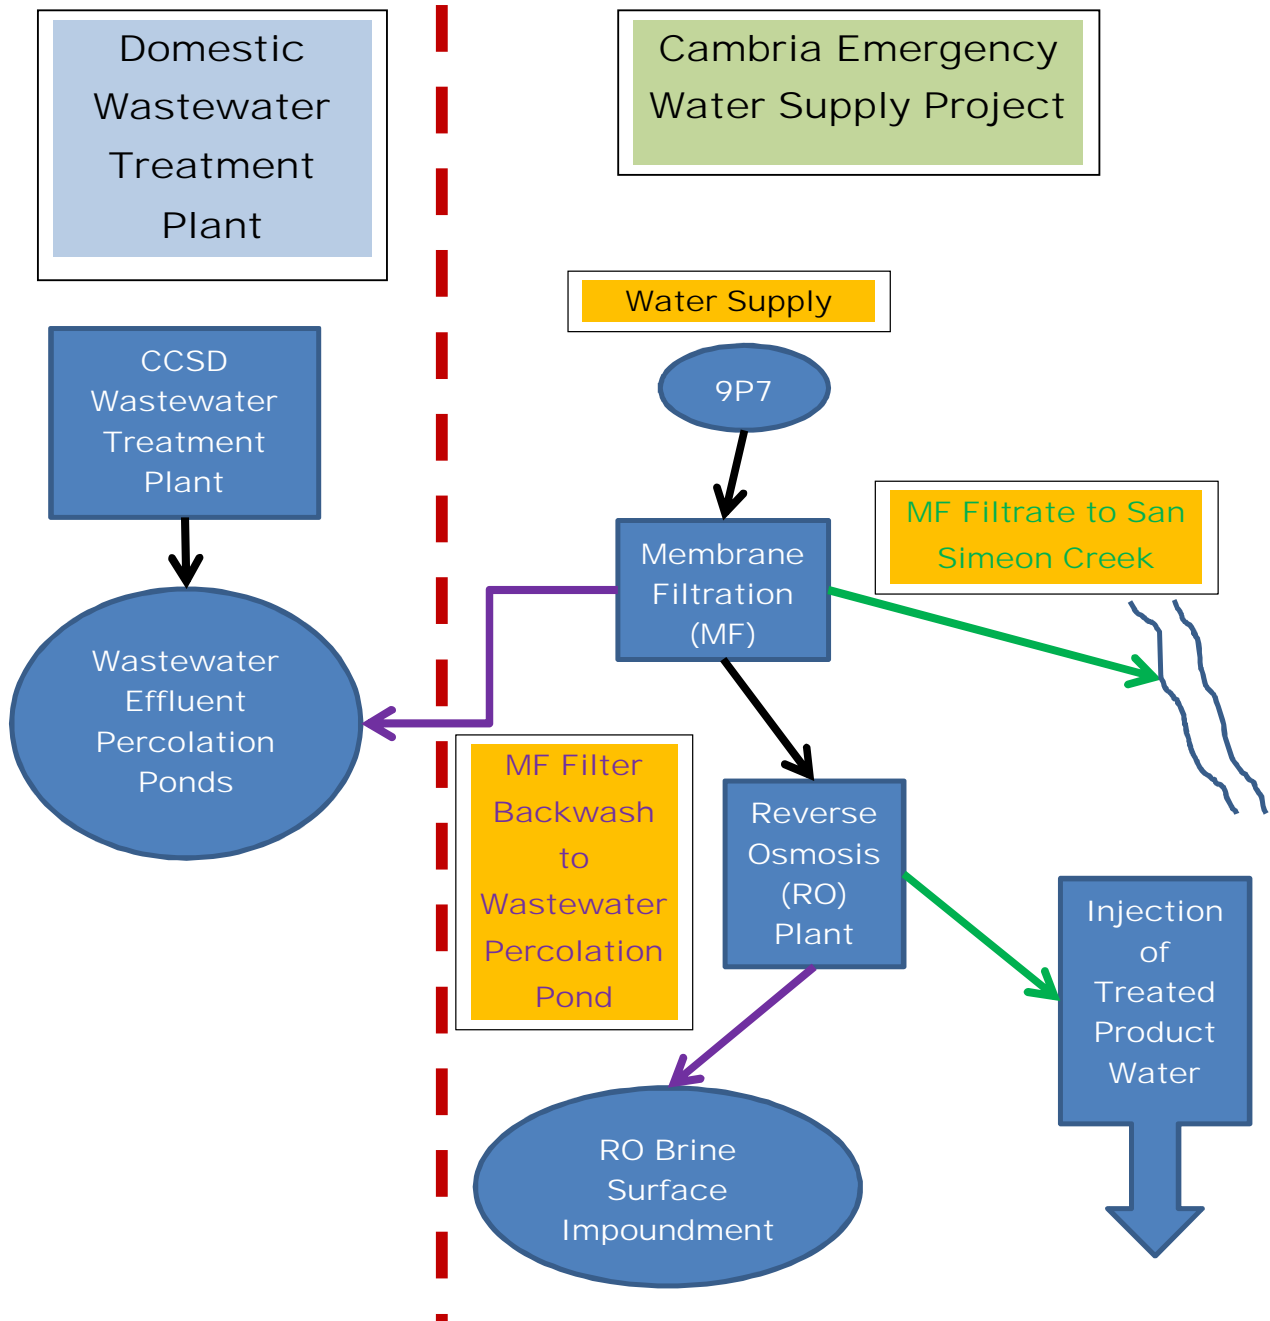 Domestic
Wastewater
Treatment
Plant
Cambria Emergency
Water Supply Project
Water Supply
9P7
CCSD
Wastewater
Treatment
Plant
MF Filtrate to San
Simeon Creek
Membrane
Filtration
(MF)
Wastewater
Effluent
Percolation
Ponds
MF Filter
Backwash
to
Wastewater
Percolation
Pond
Reverse
Osmosis
(RO)
Plant
Injection
of
Treated
Product
Water
RO Brine
Surface
Impoundment